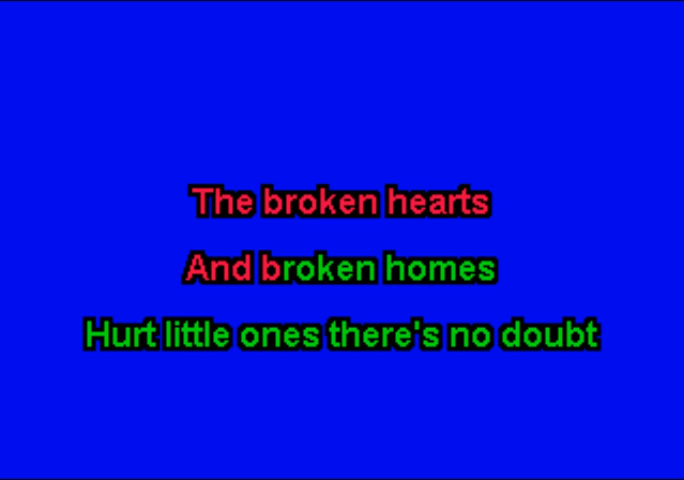 The broken hearts
And broken homes
Hurt little ones there's no doubt